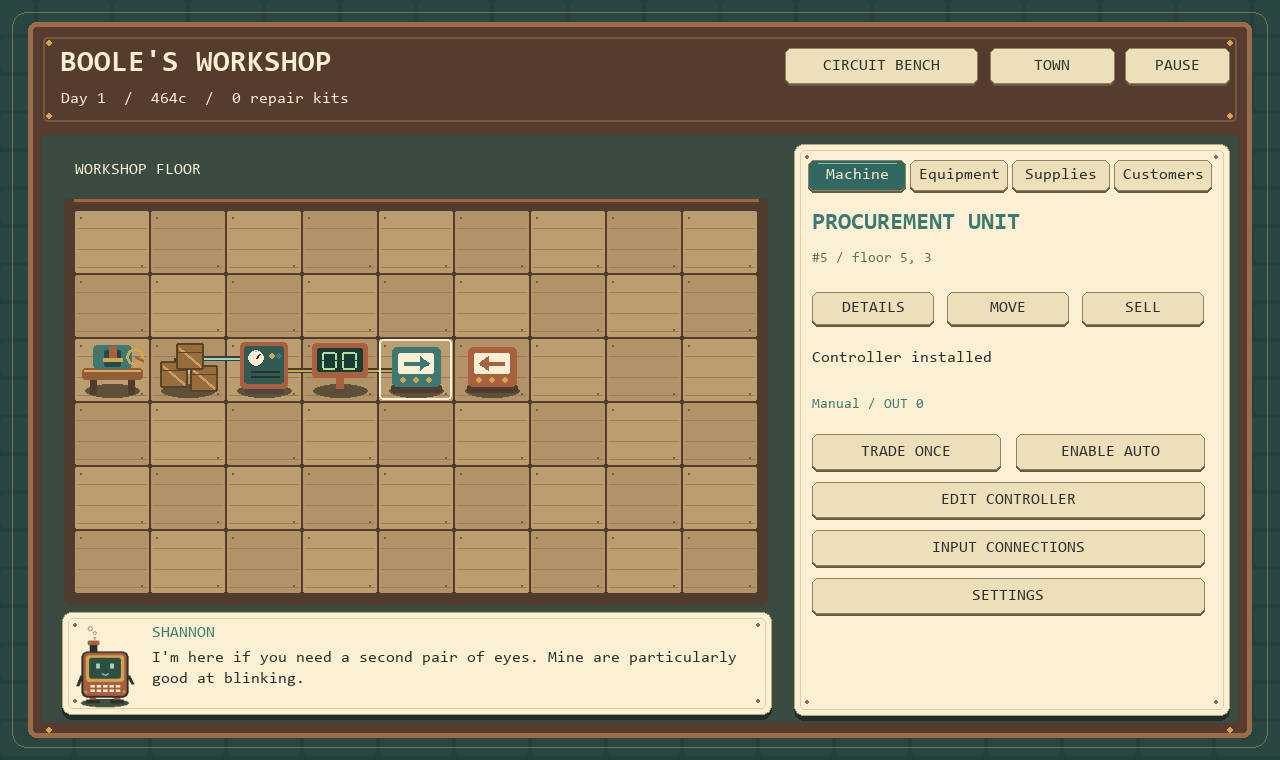 BOOLE'S WORKSHOP
Day 1 / 464c / 0 repair kits
CIRCUIT BENCH
TOWN
PAUSE
WORKSHOP FLOOR
00
SHANNON
I'm here if you need a second pair of eyes. Mine are particularly
good at blinking.
Machine
Equipment
Supplies
Customers
PROCUREMENT UNIT
#5 / floor 5, 3
DETAILS
MOVE
SELL
Controller installed
Manual / OUT 0
TRADE ONCE
ENABLE AUTO
EDIT CONTROLLER
INPUT CONNECTIONS
SETTINGS